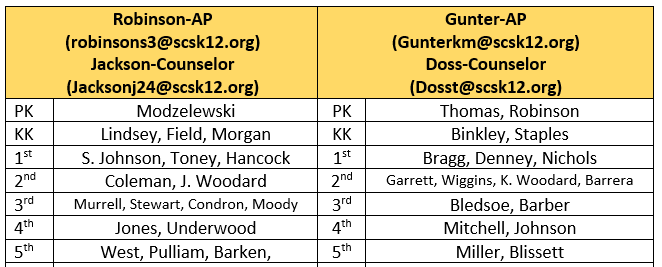 Robinson-AP
(robinsons3@scsk12.org)
Jackson-Counselor
(Jacksonj24@scsk12.org)
Gunter-AP
(Gunterkm@scsk12.org)
Doss-Counselor
(Dosst@scsk12.org)
PK Modzelewski PK Thomas, Robinson
KK Lindsey, Field, Morgan KK Binkley, Staples
1st S. Johnson, Toney, Hancock 1st Bragg, Denney, Nichols
2nd Coleman, J. Woodard 2nd Garrett, Wiggins, K. Woodard, Barrera
3rd Murrell, Stewart, Condron, Moody 3rd Bledsoe, Barber
4th Jones, Underwood 4th Mitchell, Johnson
5th West, Pulliam, Barken, 5th Miller, Blissett